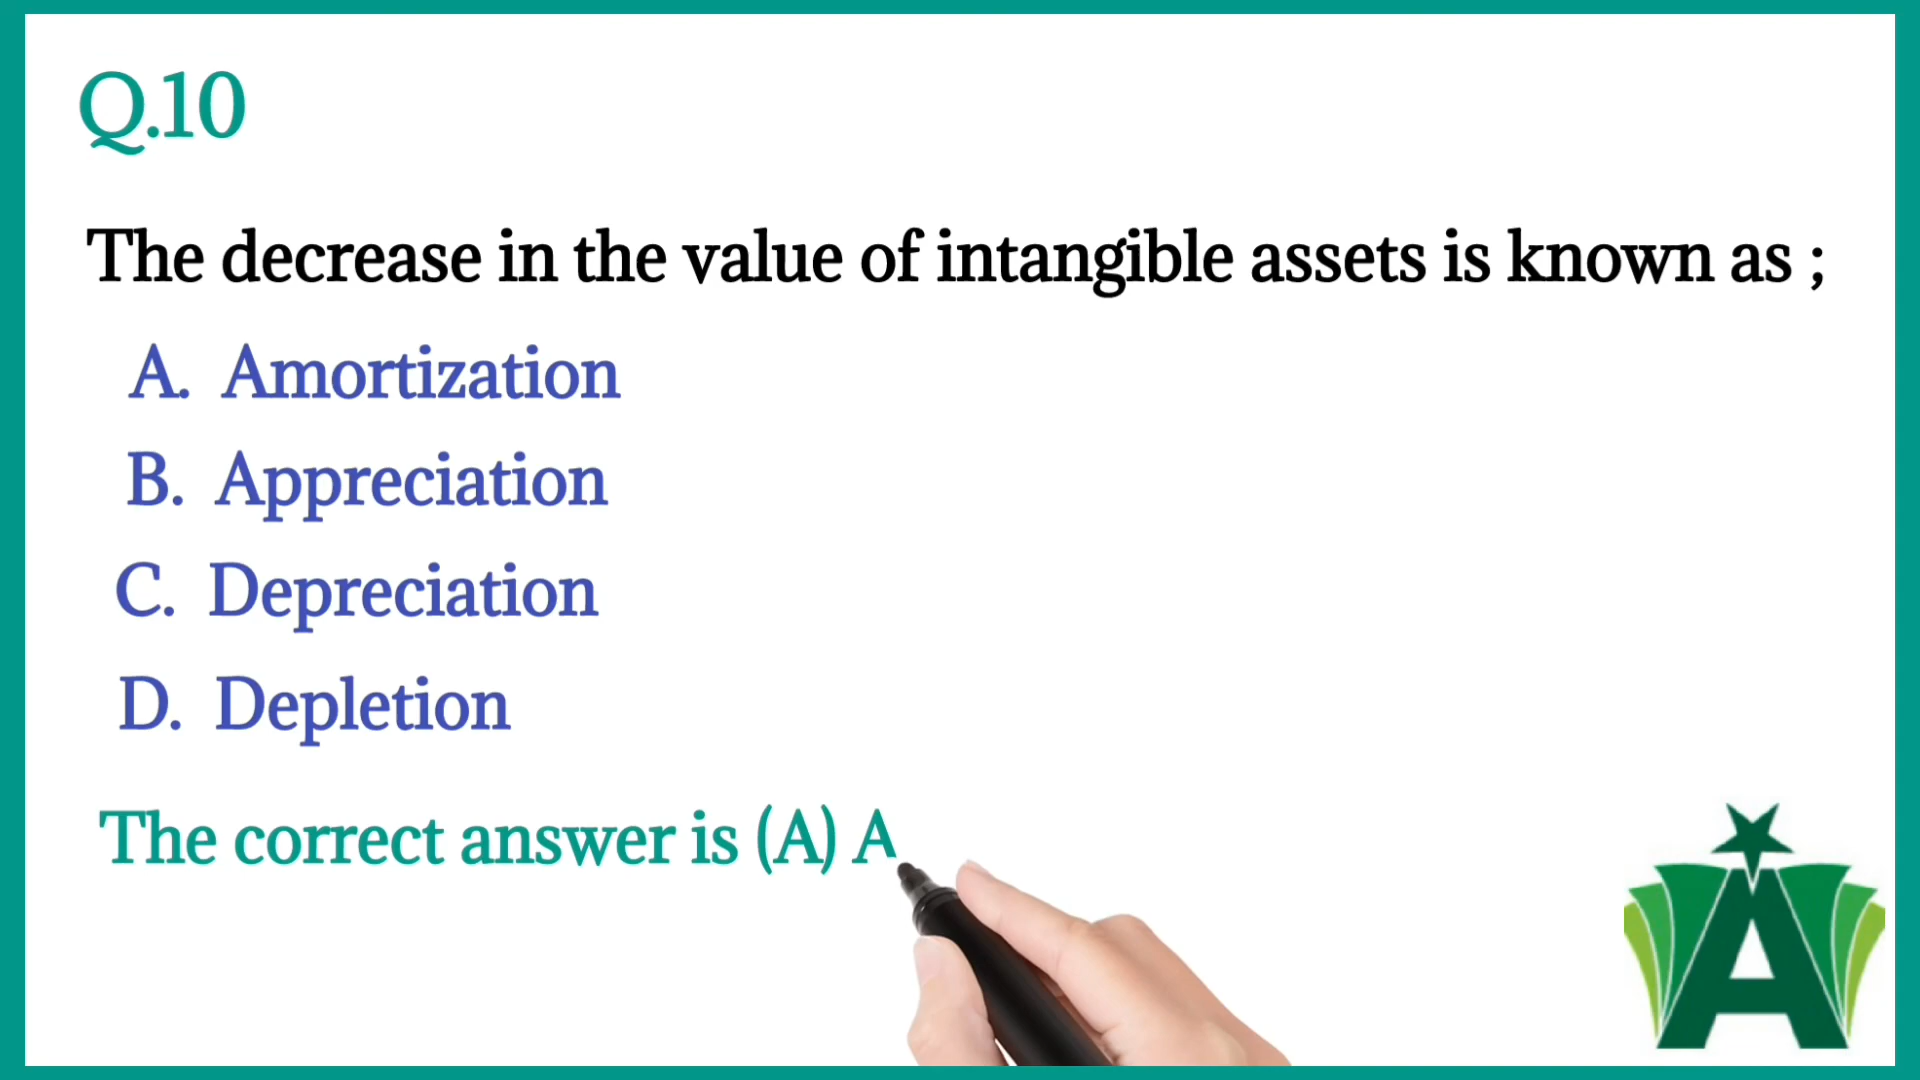 Q.10
The decrease in the value of intangible assets is known as ;
A. Amortization
B. Appreciation
C. Depreciation
D. Depletion
The correct answer is (A) A
A